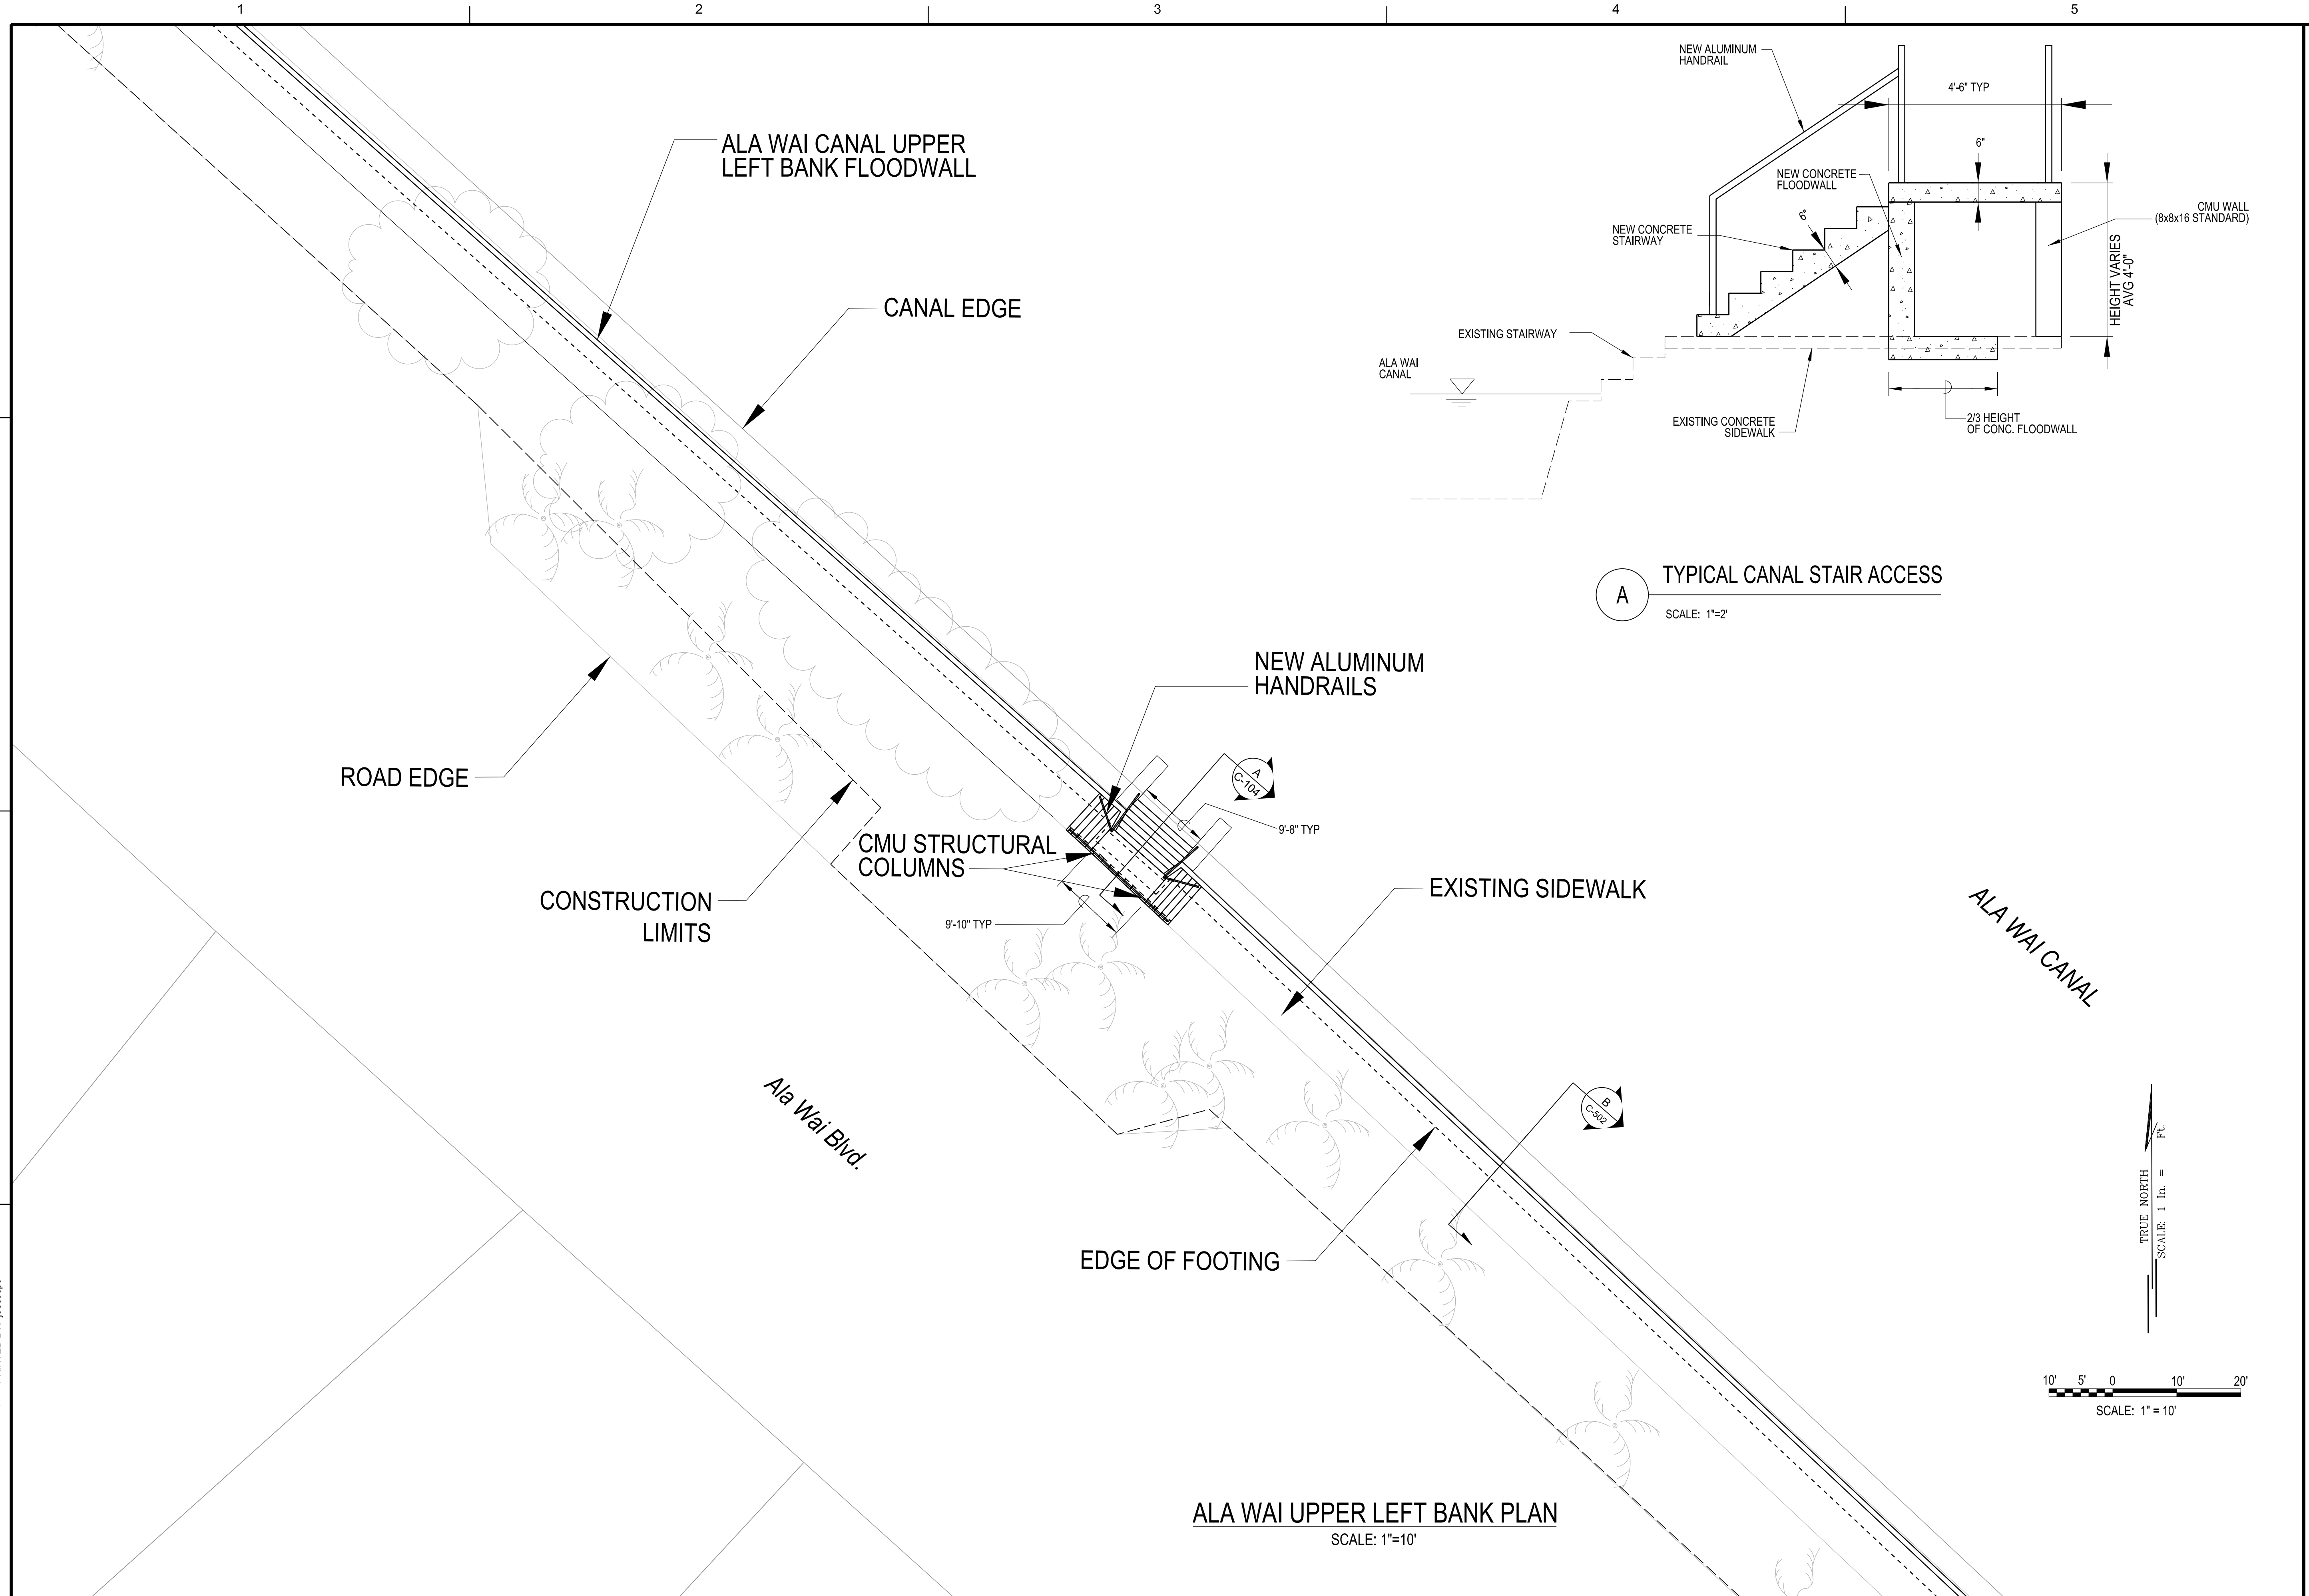 1
2
3
4
5
NEW ALUMINUM
HANDRAIL
4'-6" TYP
6"
NEW CONCRETE
FLOODWALL
CMU WALL
(8x8x16 STANDARD)
6"
NEW CONCRETE
STAIRWAY
HEIGHT VARIES
AVG 4'-0"
EXISTING STAIRWAY
ALA WAI
CANAL
EXISTING CONCRETE
SIDEWALK
2/3 HEIGHT
OF CONC. FLOODWALL
A
TYPICAL CANAL STAIR ACCESS
SCALE: 1"=2'
ALA WAI CANAL UPPER
LEFT BANK FLOODWALL
CANAL EDGE
NEW ALUMINUM
HANDRAILS
ROAD EDGE
A
C-104
9'-8" TYP
CMU STRUCTURAL
COLUMNS
CONSTRUCTION
LIMITS
9'-10" TYP
EXISTING SIDEWALK
ALA WAI CANAL
Ala Wai Blvd.
B
C-502
EDGE OF FOOTING
TRUE NORTH
SCALE: 1 In. = Ft.
10' 5' 0 10' 20'
SCALE: 1" = 10'
ALA WAI UPPER LEFT BANK PLAN
SCALE: 1"=10'